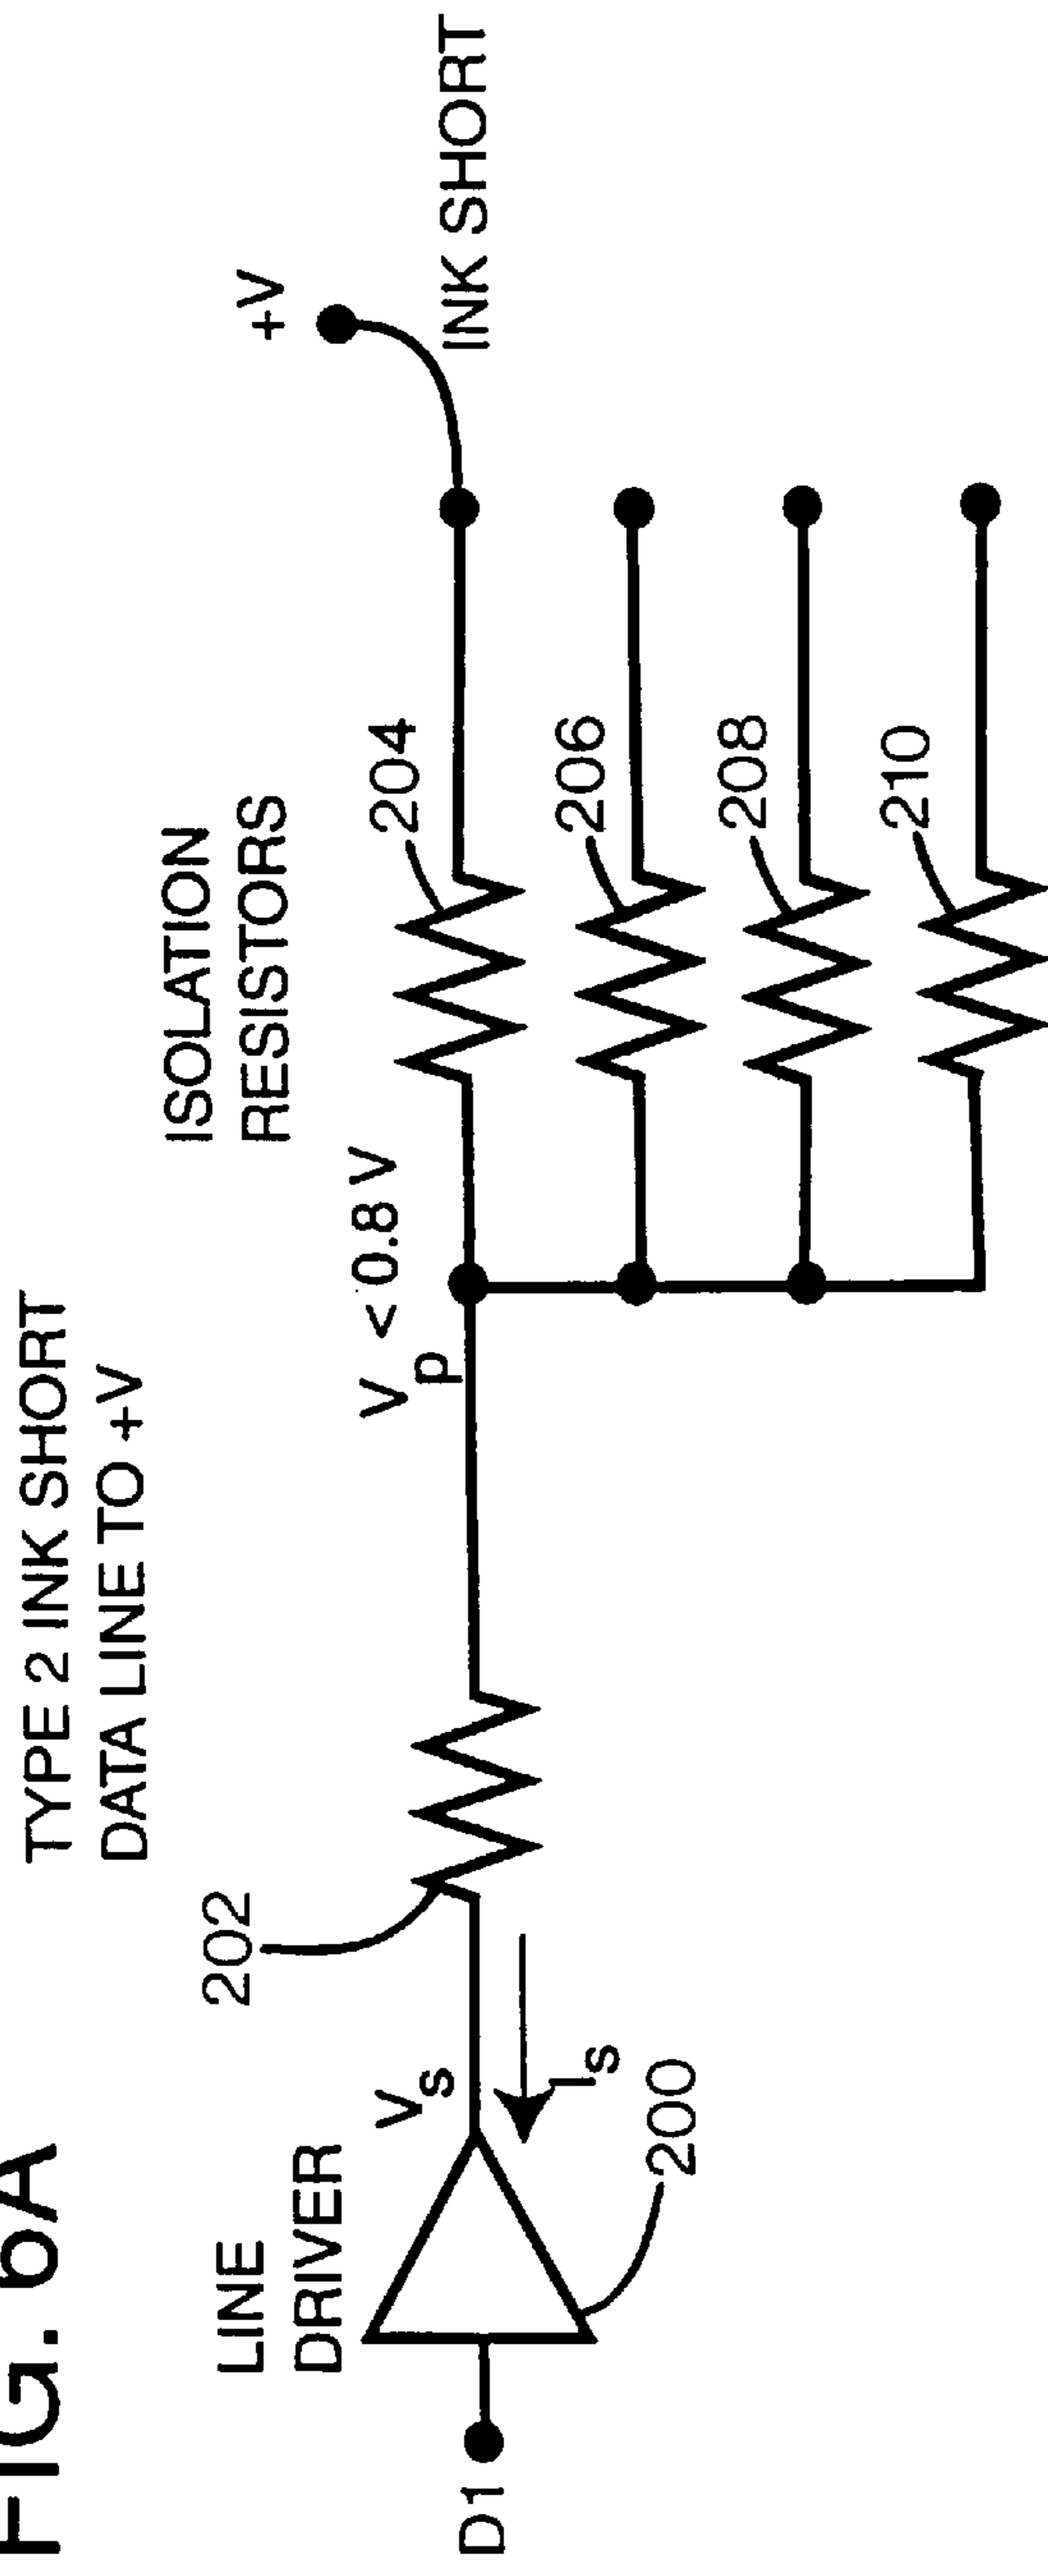 FIG. 6A
TYPE 2 INK SHORT
DATA LINE TO +V
LINE
DRIVER
D1
200
Vs
Is
202
Vp < 0.8 V
ISOLATION
RESISTORS
204
206
208
210
+V
INK SHORT